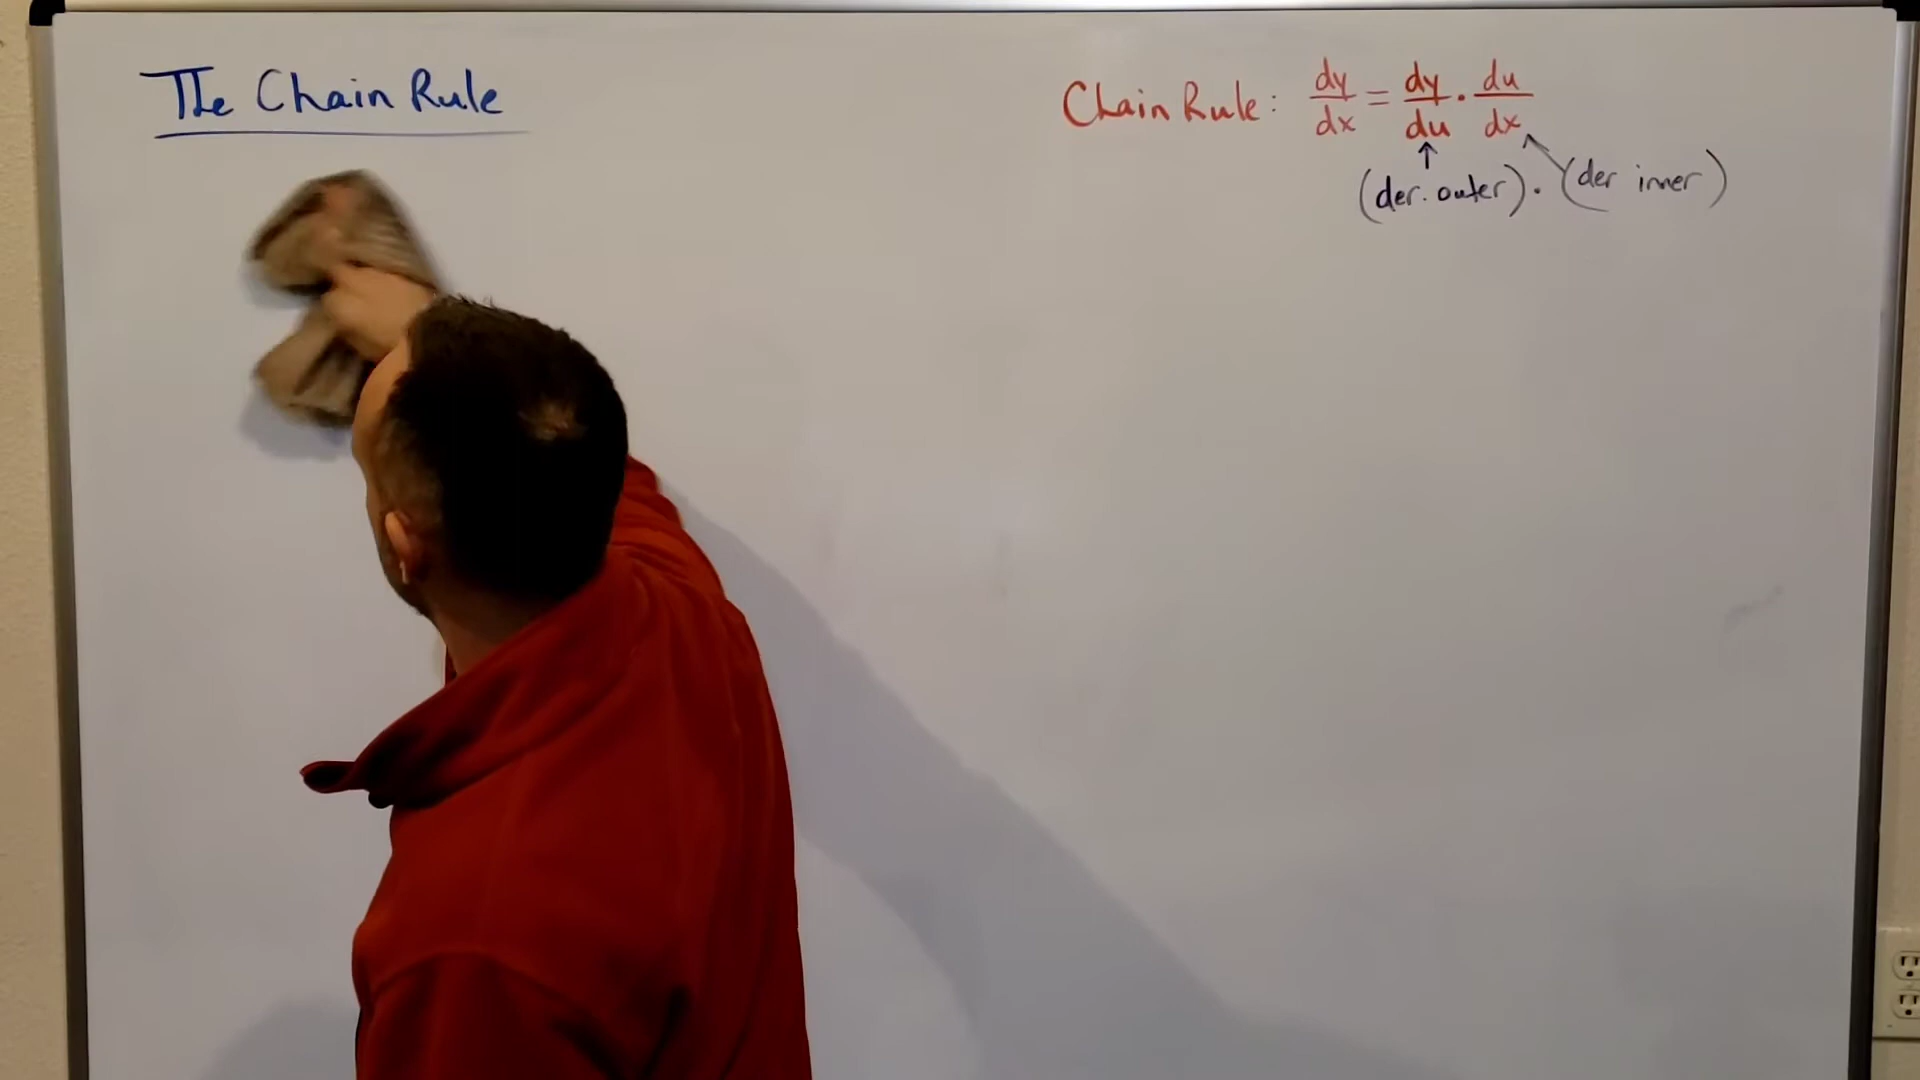 The Chain Rule
Chain Rule: dy/dx = dy/du · du/dx
(der. outer) · (der inner)